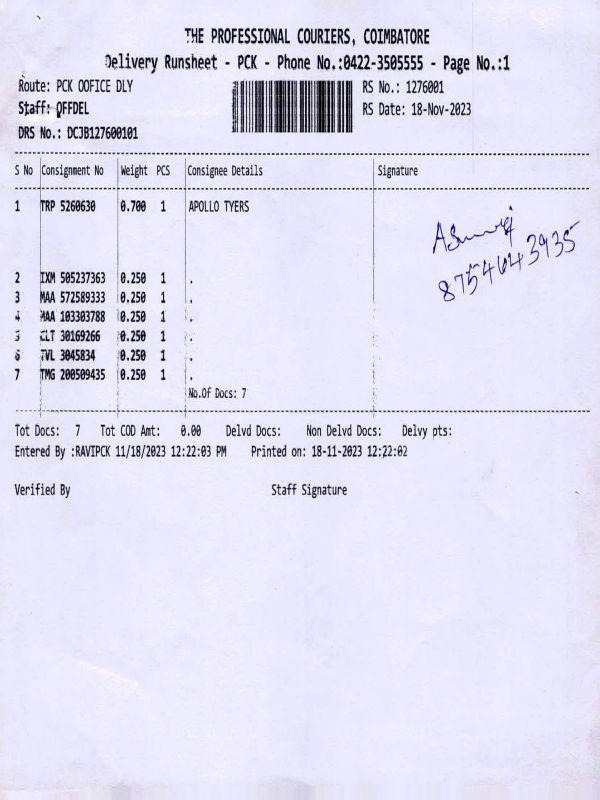 THE PROFESSIONAL COURIERS, COIMBATORE
Delivery Runsheet - PCK - Phone No.:0422-3505555 - Page No.:1
Route: PCK OOFICE DLY
RS No.: 1276001
Staff: OFFDEL
RS Date: 18-Nov-2023
DRS No.: DCJB127600101
S No Consignment No Weight PCS Consignee Details Signature
1 TRP 5260630 0.700 1 APOLLO TYERS
8754643935
2 IXM 505237363 0.250 1 .
3 MAA 572589333 0.250 1 .
4 MAA 103303788 0.250 1 .
5 CLT 30169266 0.250 1 .
6 TVL 3045834 0.250 1 .
7 TMG 200509435 0.250 1 .
No.Of Docs: 7
Tot Docs: 7 Tot COD Amt: 0.00 Delvd Docs: Non Delvd Docs: Delvy pts:
Entered By :RAVIPCK 11/18/2023 12:22:03 PM Printed on: 18-11-2023 12:22:02
Verified By Staff Signature